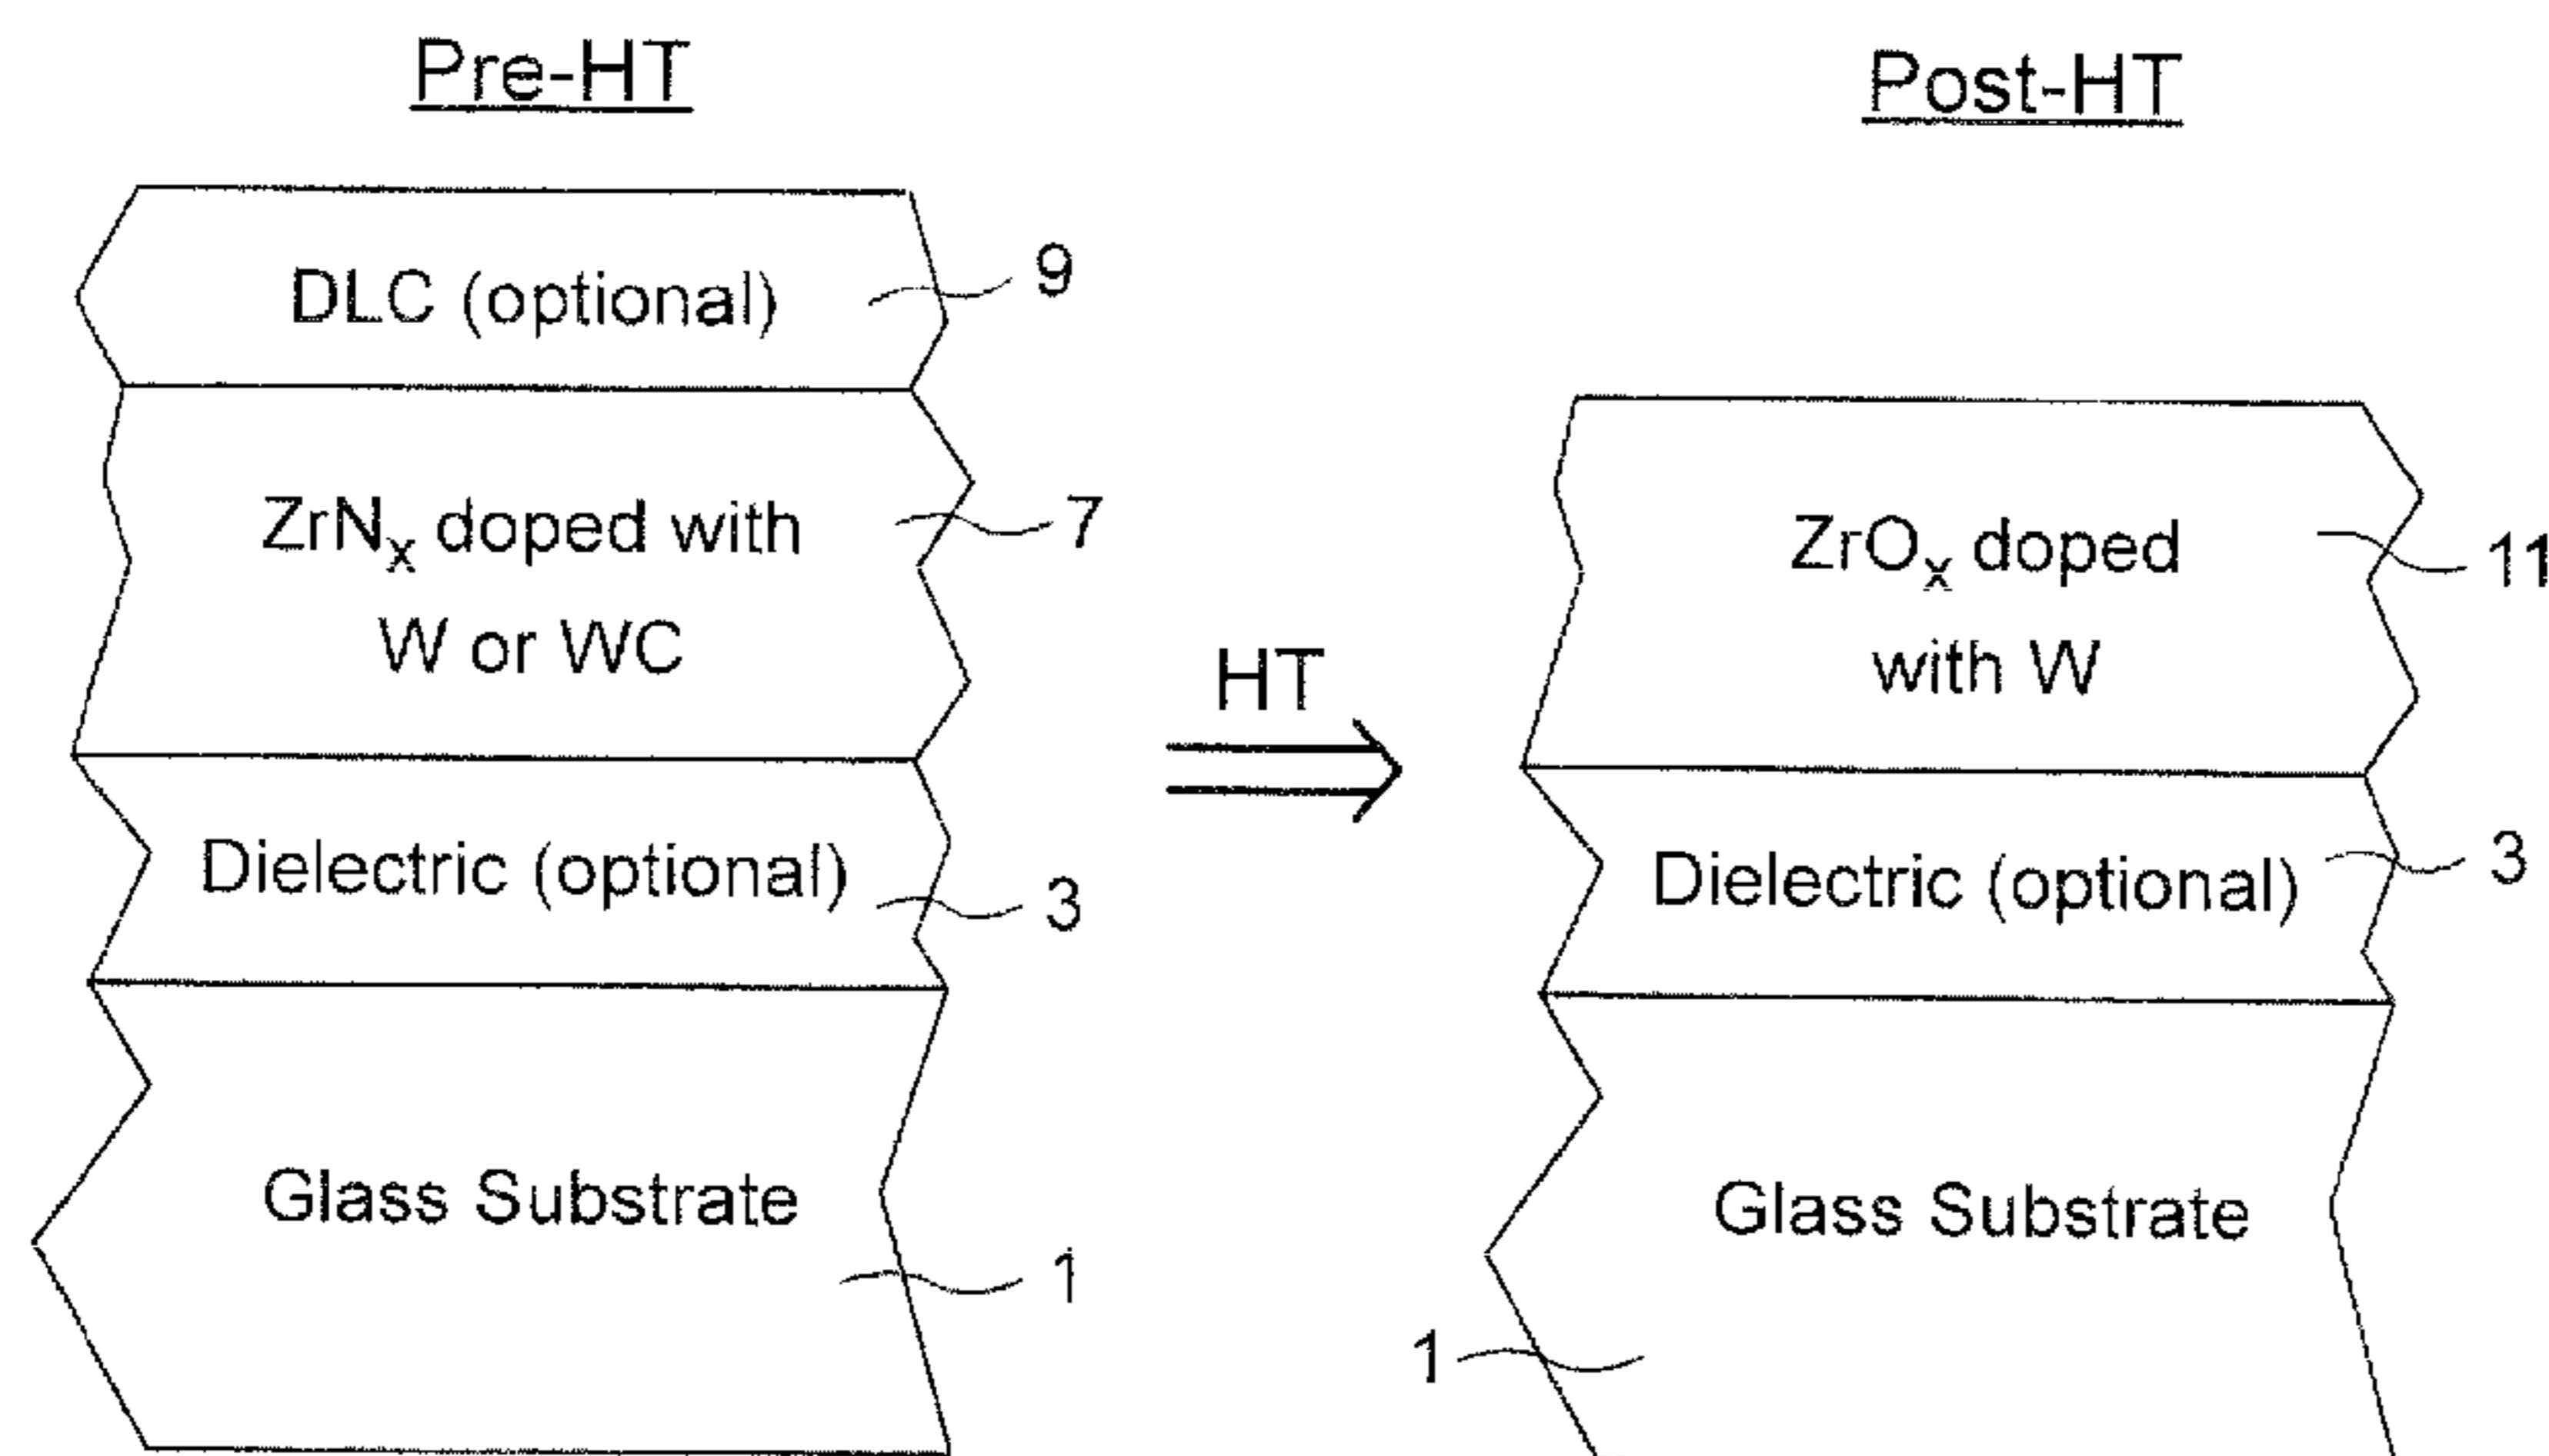 Pre-HT
DLC (optional)
9
ZrNx doped with
7
W or WC
Dielectric (optional)
3
Glass Substrate
1
HT
Post-HT
ZrOx doped
11
with W
Dielectric (optional)
3
Glass Substrate
1